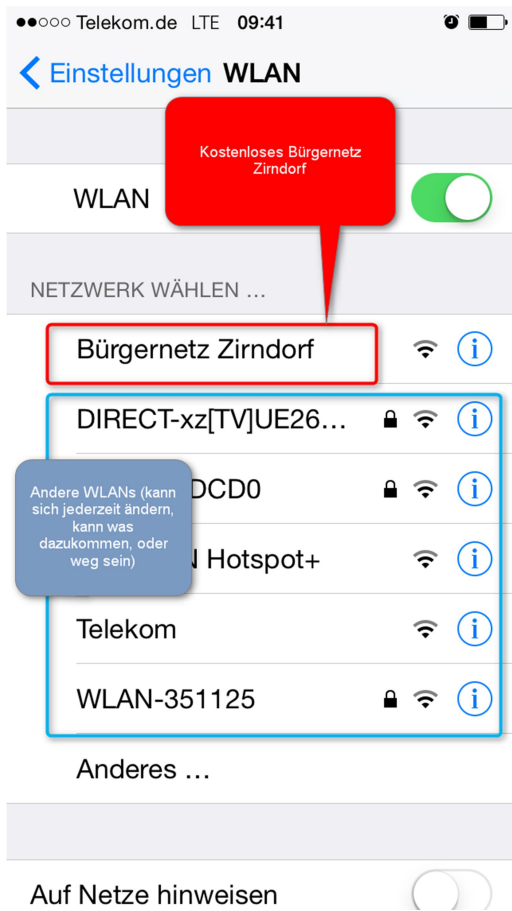 Telekom.de LTE 09:41
Einstellungen WLAN
Kostenloses Bürgernetz
Zirndorf
WLAN
NETZWERK WÄHLEN ...
Bürgernetz Zirndorf
DIRECT-xz[TV]UE26...
DCD0
Andere WLANs (kann
sich jederzeit ändern,
kann was
dazukommen, oder
weg sein)
Hotspot+
Telekom
WLAN-351125
Anderes ...
Auf Netze hinweisen